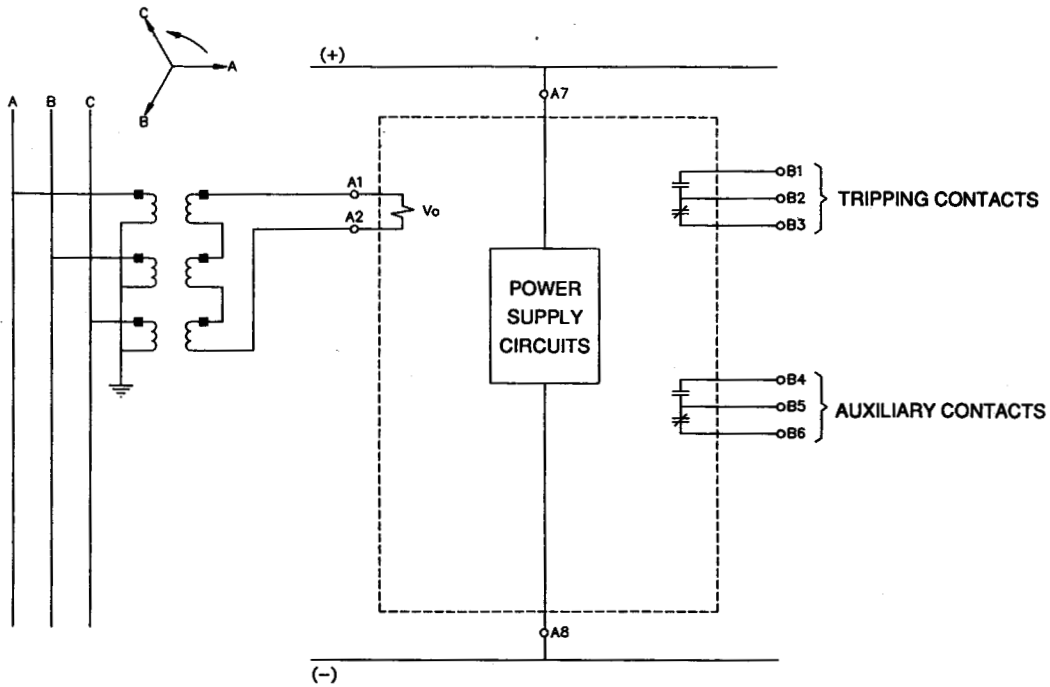 C
A
B
A B C
(+)
A7
A1
A2
Vo
B1
B2
B3
TRIPPING CONTACTS
POWER
SUPPLY
CIRCUITS
B4
B5
B6
AUXILIARY CONTACTS
A8
(-)